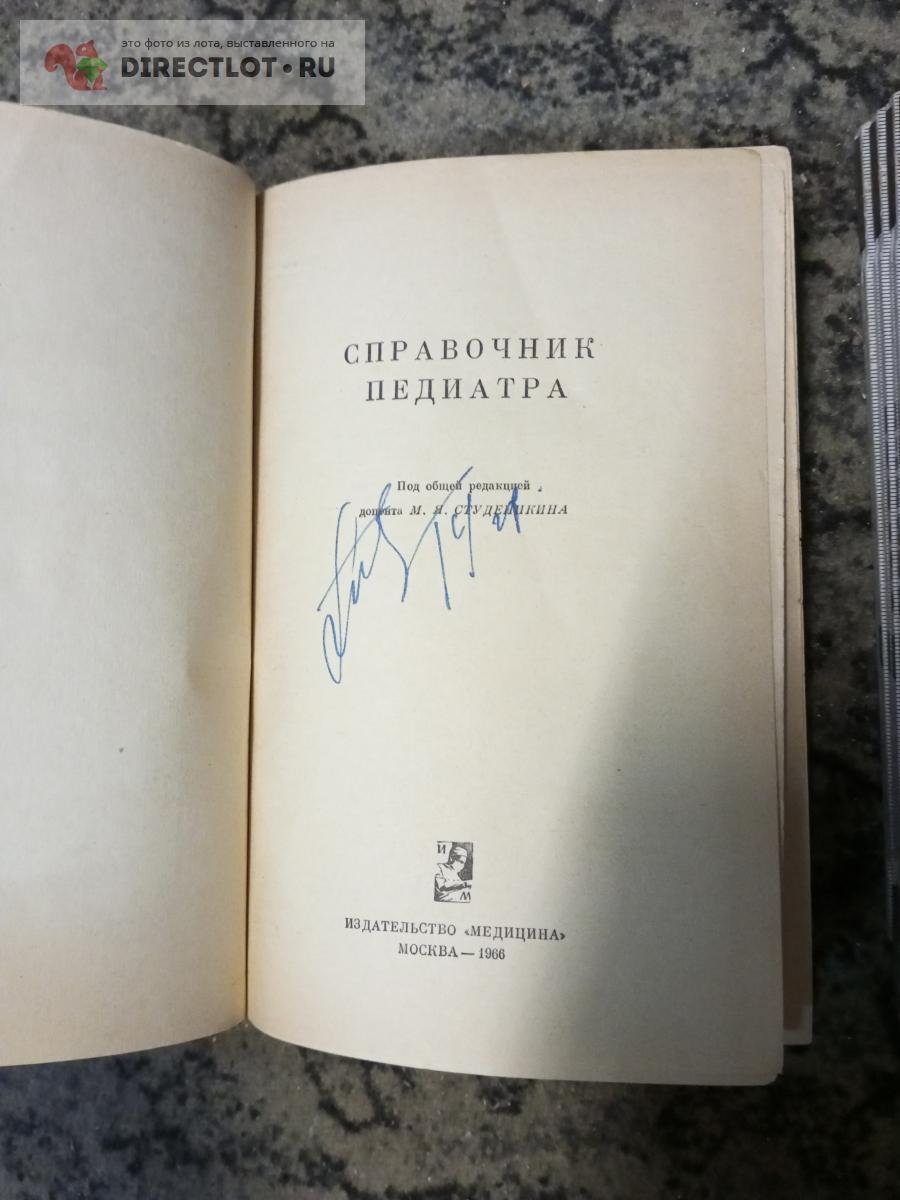 это фото из лота, выставленного на
DIRECTLOT.RU
СПРАВОЧНИК
ПЕДИАТРА
Под общей редакцией
доцента М. Я. СТУДЕНИКИНА
И
М
ИЗДАТЕЛЬСТВО «МЕДИЦИНА»
МОСКВА — 1966